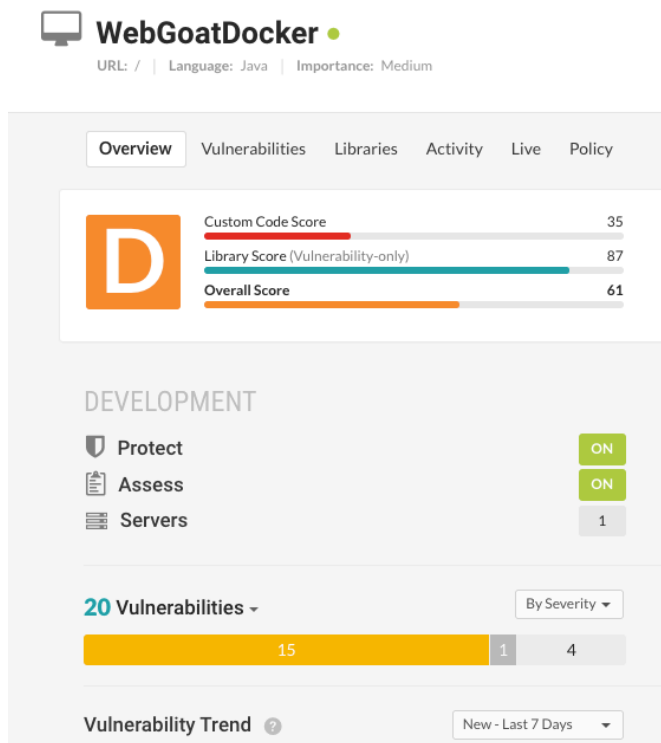 WebGoatDocker
URL: / | Language: Java | Importance: Medium
Overview Vulnerabilities Libraries Activity Live Policy
D
Custom Code Score 35
Library Score (Vulnerability-only) 87
Overall Score 61
DEVELOPMENT
Protect ON
Assess ON
Servers 1
20 Vulnerabilities By Severity
15 1 4
Vulnerability Trend ? New - Last 7 Days